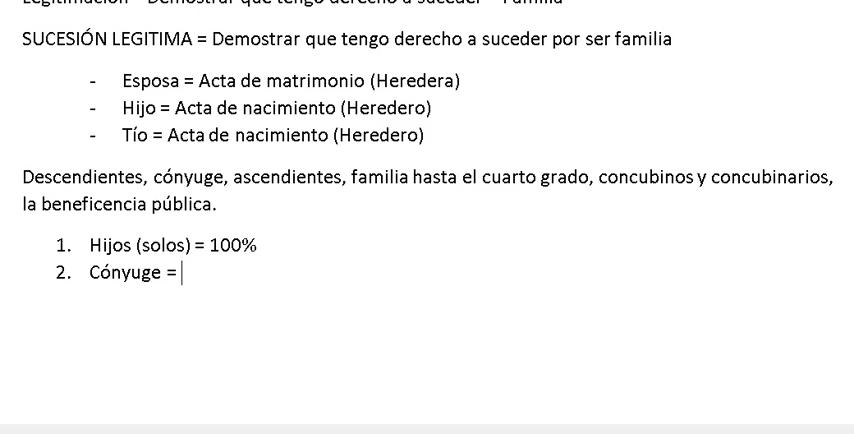 SUCESIÓN LEGITIMA = Demostrar que tengo derecho a suceder por ser familia
- Esposa = Acta de matrimonio (Heredera)
- Hijo = Acta de nacimiento (Heredero)
- Tío = Acta de nacimiento (Heredero)
Descendientes, cónyuge, ascendientes, familia hasta el cuarto grado, concubinos y concubinarios,
la beneficencia pública.
1. Hijos (solos) = 100%
2. Cónyuge =